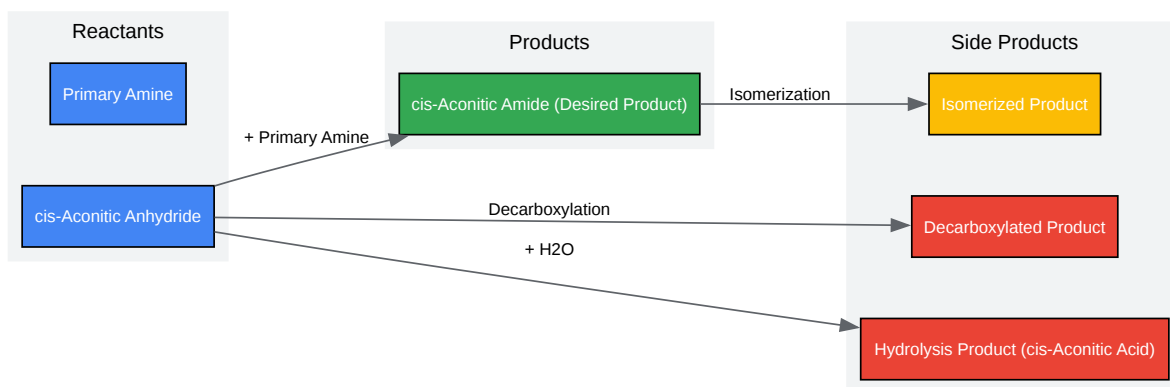 Reactants
Products
Side Products
Primary Amine
cis-Aconitic Amide (Desired Product)
Isomerization
Isomerized Product
+ Primary Amine
cis-Aconitic Anhydride
Decarboxylation
Decarboxylated Product
+ H2O
Hydrolysis Product (cis-Aconitic Acid)